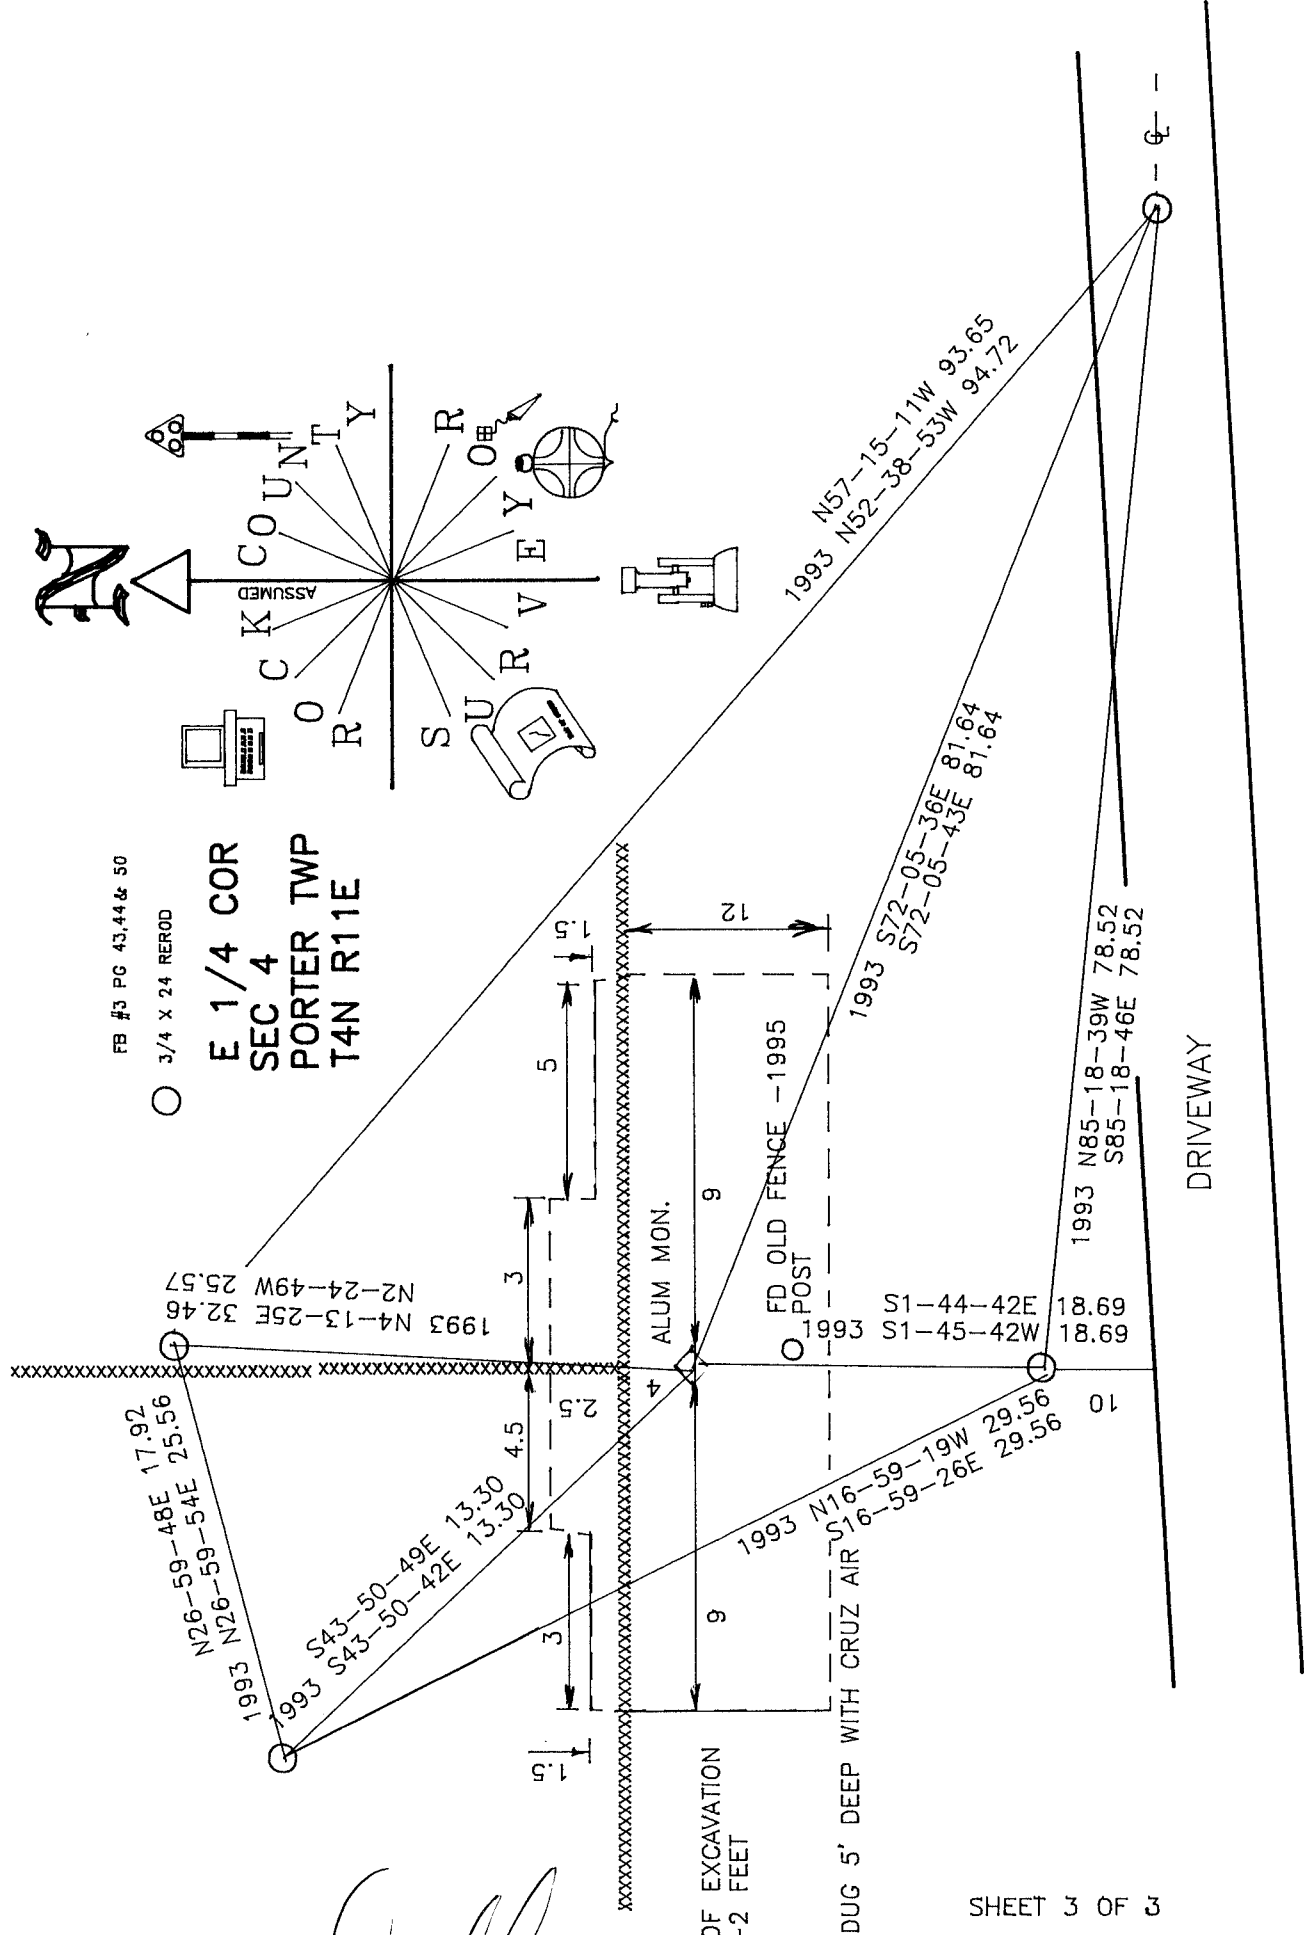 FB #3 PG 43,44 & 50
3/4 X 24 REROD
E 1/4 COR
SEC 4
PORTER TWP
T4N R11E
N
ASSUMED
ROCK COUNTY
SURVEYOR
N57-15-11W 93.65
1993 N52-38-53W 94.72
1993 S72-05-36E 81.64
S72-05-43E 81.64
1993 N85-18-39W 78.52
S85-18-46E 78.52
DRIVEWAY
℄
N2-24-49W 25.57
1993 N4-13-25E 32.46
N26-59-48E 17.92
1993 N26-59-54E 25.56
S43-50-49E 13.30
1993 S43-50-42E 13.30
1993 N16-59-19W 29.56
S16-59-26E 29.56
S1-44-42E 18.69
1993 S1-45-42W 18.69
ALUM MON.
FD OLD FENCE -1995
POST
1.5
12
5
3
9
2.5
4
4.5
3
9
1.5
10
OF EXCAVATION
-2 FEET
DUG 5' DEEP WITH CRUZ AIR
SHEET 3 OF 3